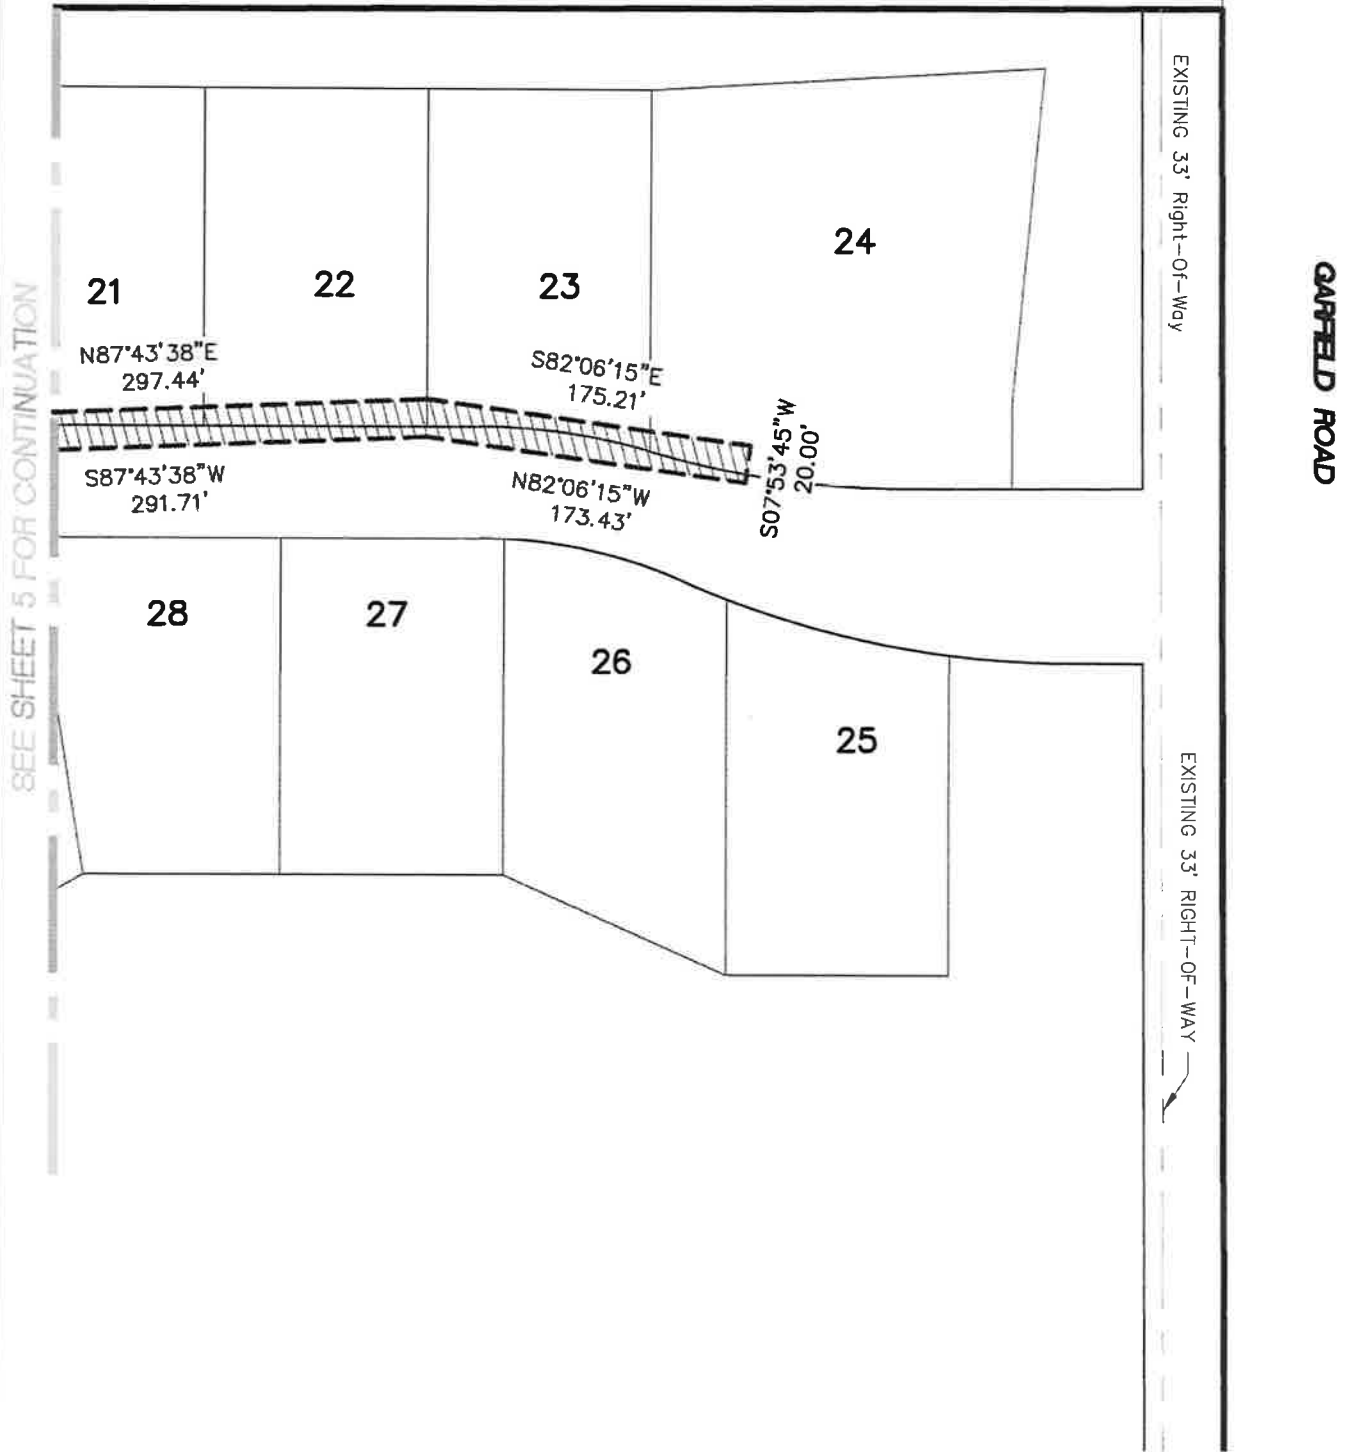 EXISTING 33' Right-Of-Way
GARFIELD ROAD
24
21
22
23
N87°43'38"E
297.44'
S82°06'15"E
175.21'
S07°53'45"W
20.00'
S87°43'38"W
291.71'
N82°06'15"W
173.43'
SEE SHEET 5 FOR CONTINUATION
28
27
26
25
EXISTING 33' RIGHT-OF-WAY